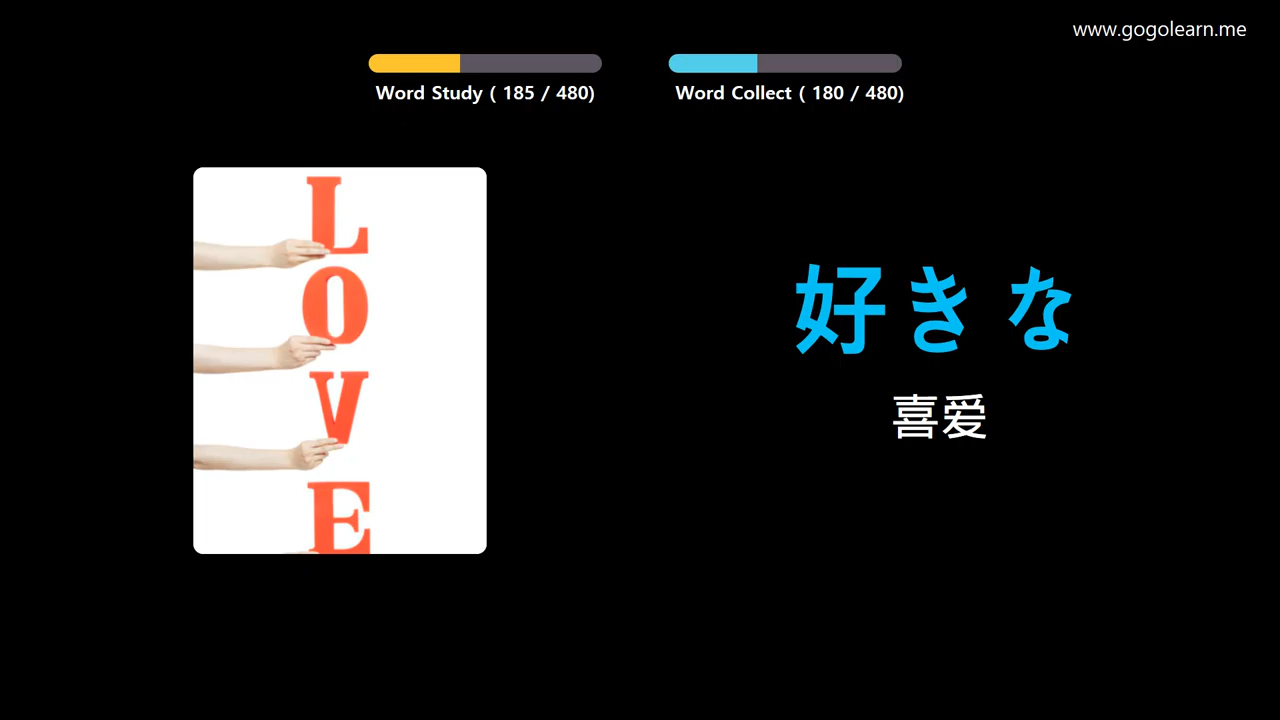 www.gogolearn.me
Word Study ( 185 / 480)
Word Collect ( 180 / 480)
L
O
V
E
好きな
喜爱